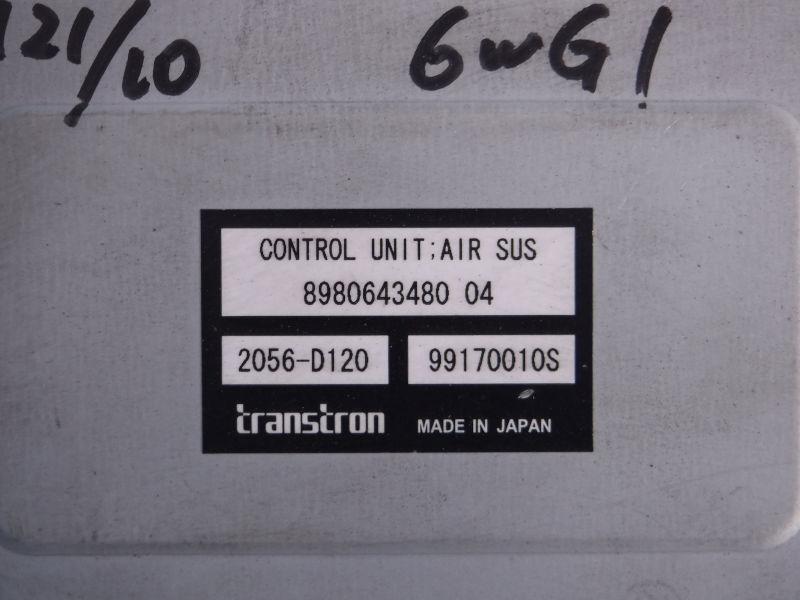 121/10 6WG1
CONTROL UNIT;AIR SUS
8980643480 04
2056-D120 99170010S
transtron MADE IN JAPAN